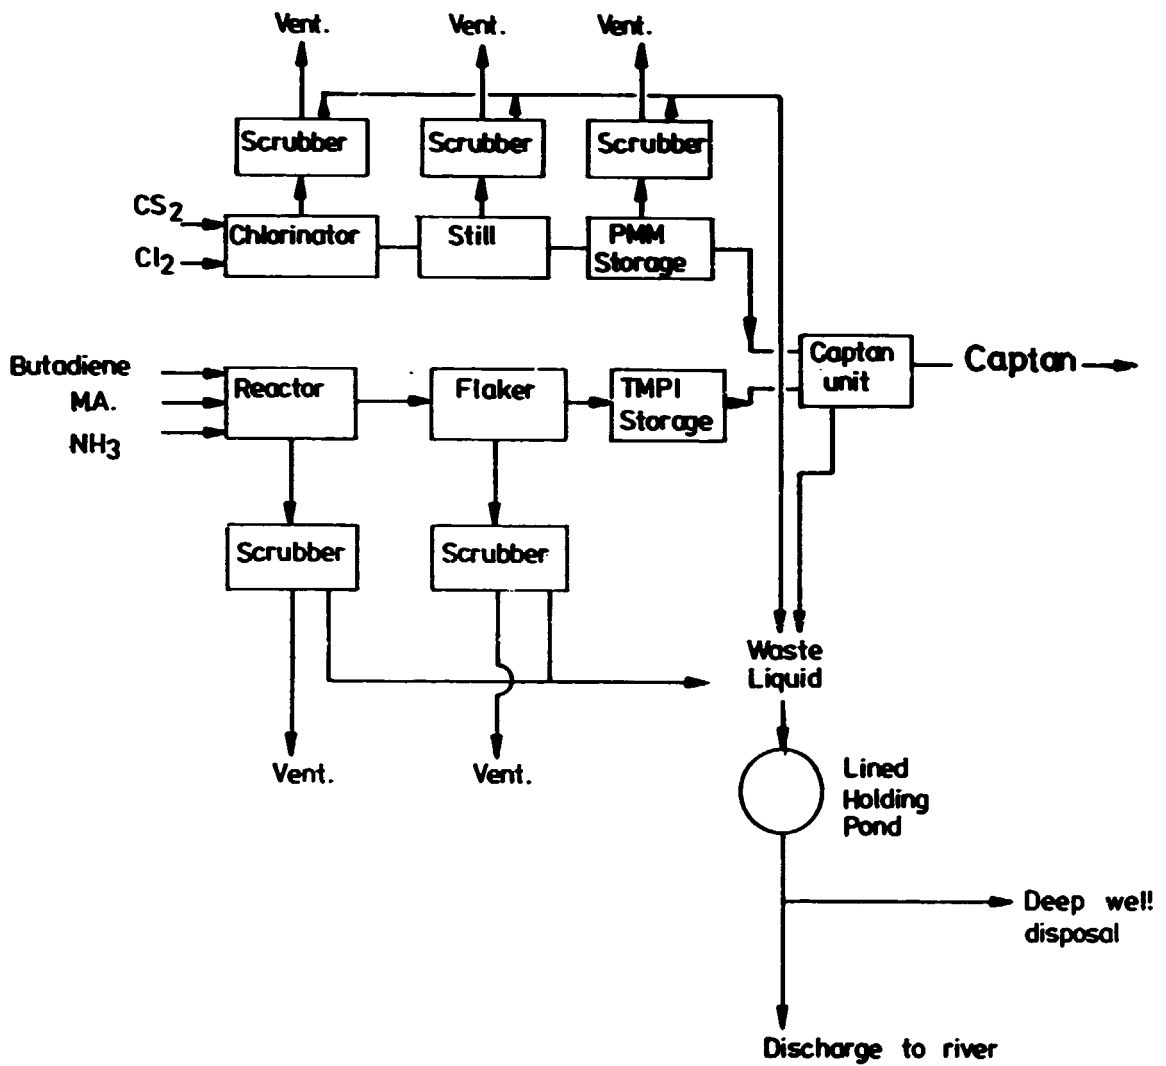 Vent.
Vent.
Vent.
Scrubber
Scrubber
Scrubber
CS2
Cl2
Chlorinator
Still
PMM
Storage
Butadiene
MA.
NH3
Reactor
Flaker
TMPI
Storage
Captan
unit
Captan
Scrubber
Scrubber
Waste
Liquid
Vent.
Vent.
Lined
Holding
Pond
Deep well
disposal
Discharge to river